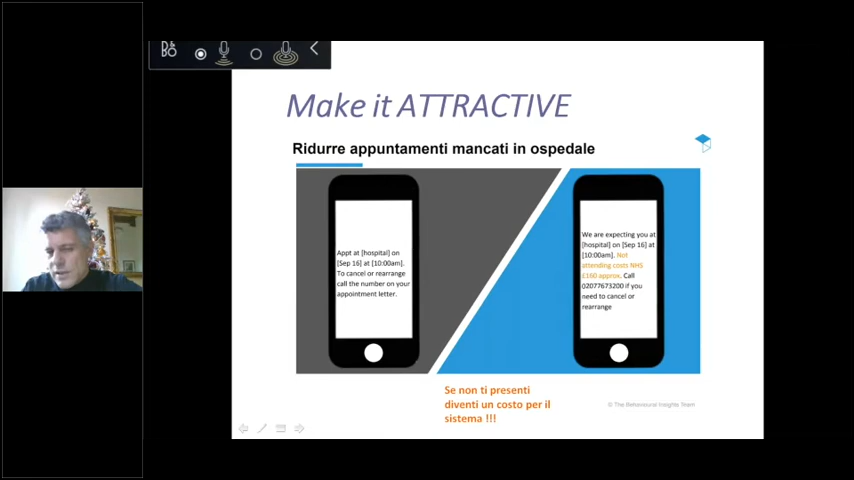 B&O
Make it ATTRACTIVE
Ridurre appuntamenti mancati in ospedale
Appt at [hospital] on
[Sep 16] at [10:00am].
To cancel or rearrange
call the number on your
appointment letter.
We are expecting you at
[hospital] on [Sep 16] at
[10:00am]. Not
attending costs NHS
£160 approx. Call
02077673200 if you
need to cancel or
rearrange
Se non ti presenti
diventi un costo per il
sistema !!!
© The Behavioural Insights Team